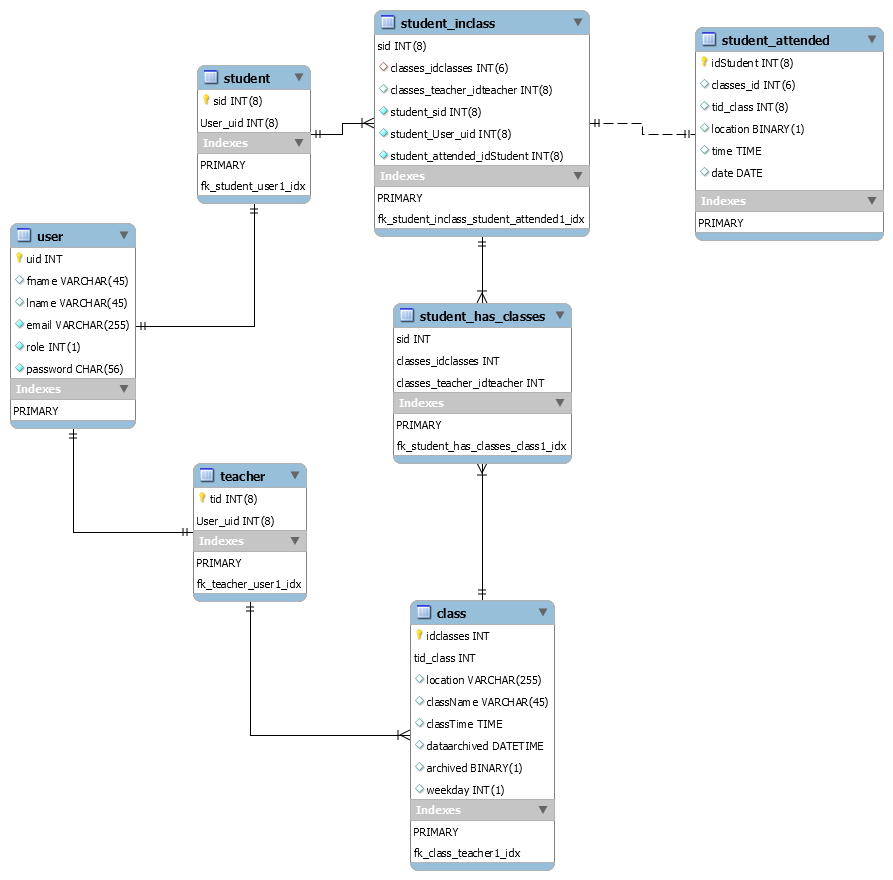 student_inclass
sid INT(8)
classes_idclasses INT(6)
classes_teacher_idteacher INT(8)
student_sid INT(8)
student_User_uid INT(8)
student_attended_idStudent INT(8)
Indexes
PRIMARY
fk_student_inclass_student_attended1_idx
student_attended
idStudent INT(8)
classes_id INT(6)
tid_class INT(8)
location BINARY(1)
time TIME
date DATE
Indexes
PRIMARY
student
sid INT(8)
User_uid INT(8)
Indexes
PRIMARY
fk_student_user1_idx
user
uid INT
fname VARCHAR(45)
lname VARCHAR(45)
email VARCHAR(255)
role INT(1)
password CHAR(56)
Indexes
PRIMARY
student_has_classes
sid INT
classes_idclasses INT
classes_teacher_idteacher INT
Indexes
PRIMARY
fk_student_has_classes_class1_idx
teacher
tid INT(8)
User_uid INT(8)
Indexes
PRIMARY
fk_teacher_user1_idx
class
idclasses INT
tid_class INT
location VARCHAR(255)
className VARCHAR(45)
classTime TIME
dataarchived DATETIME
archived BINARY(1)
weekday INT(1)
Indexes
PRIMARY
fk_class_teacher1_idx